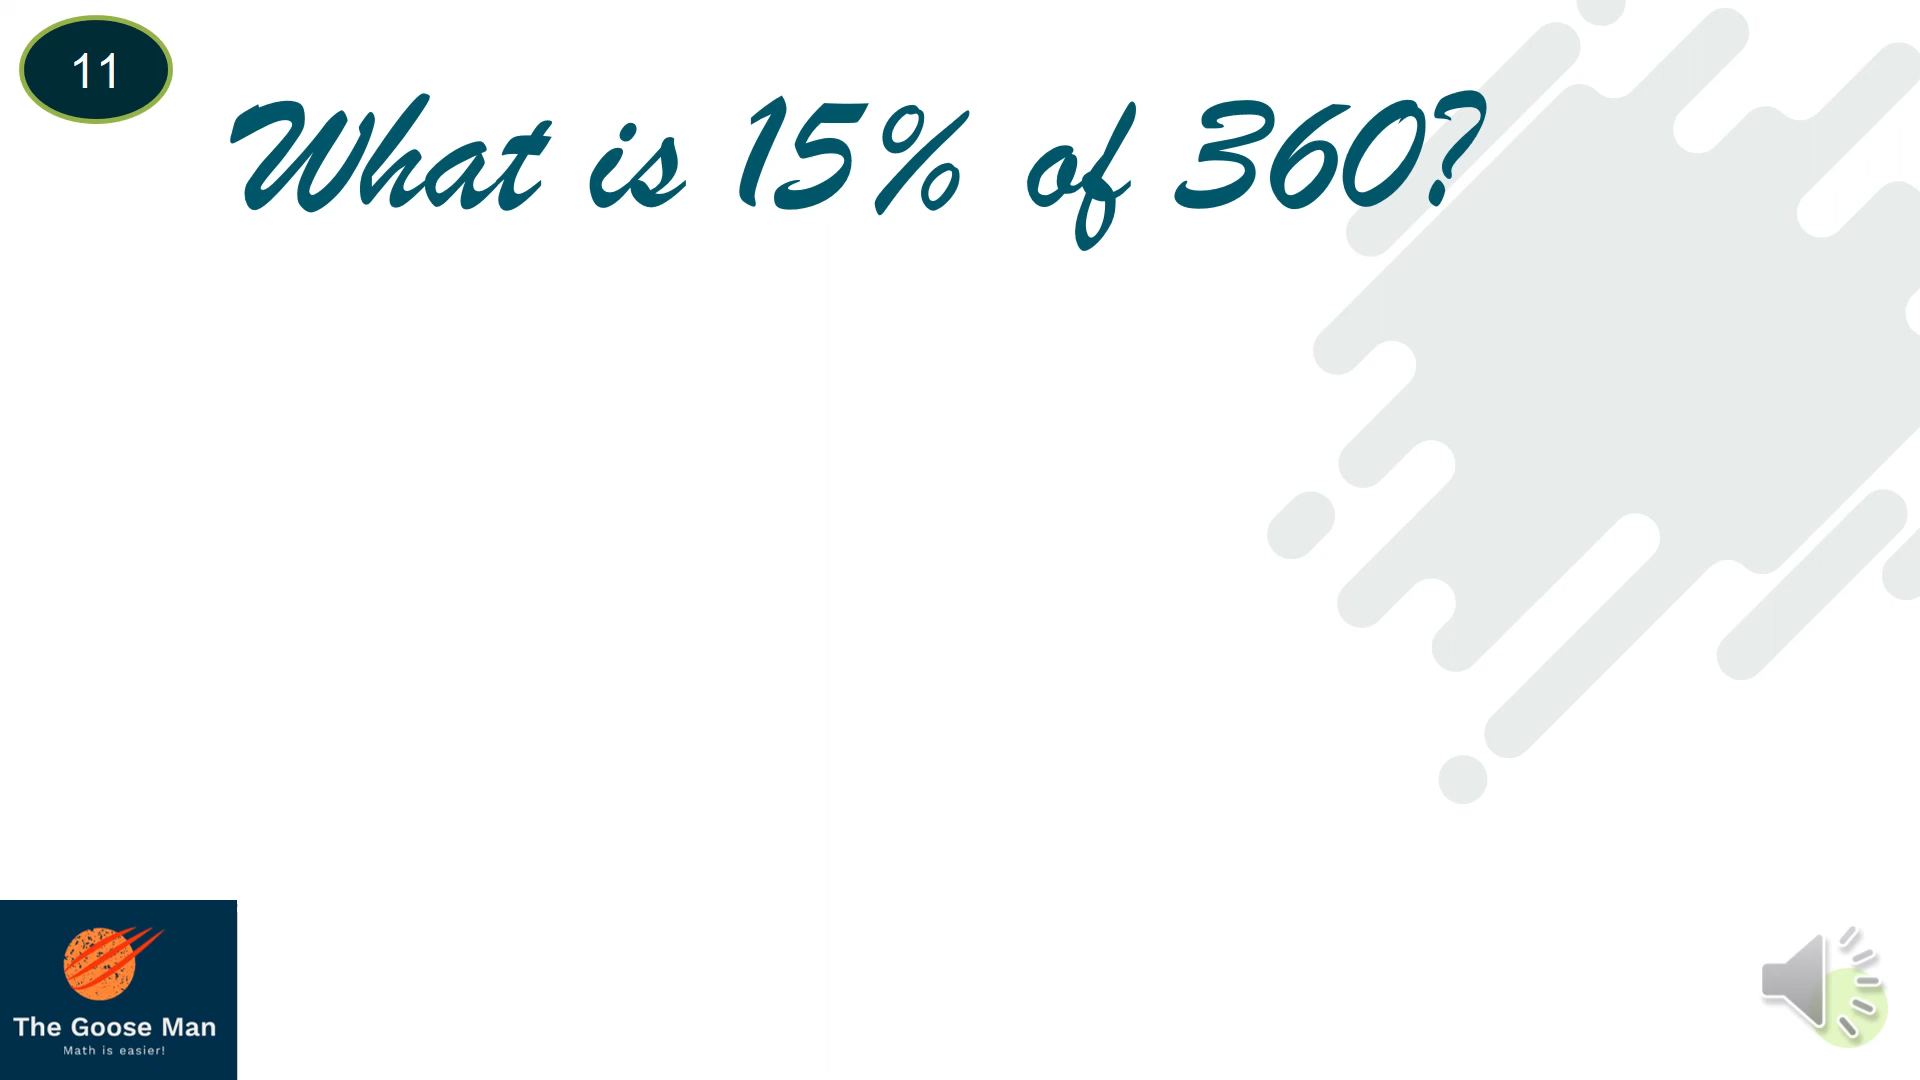 11
What is 15% of 360?
The Goose Man
Math is easier!